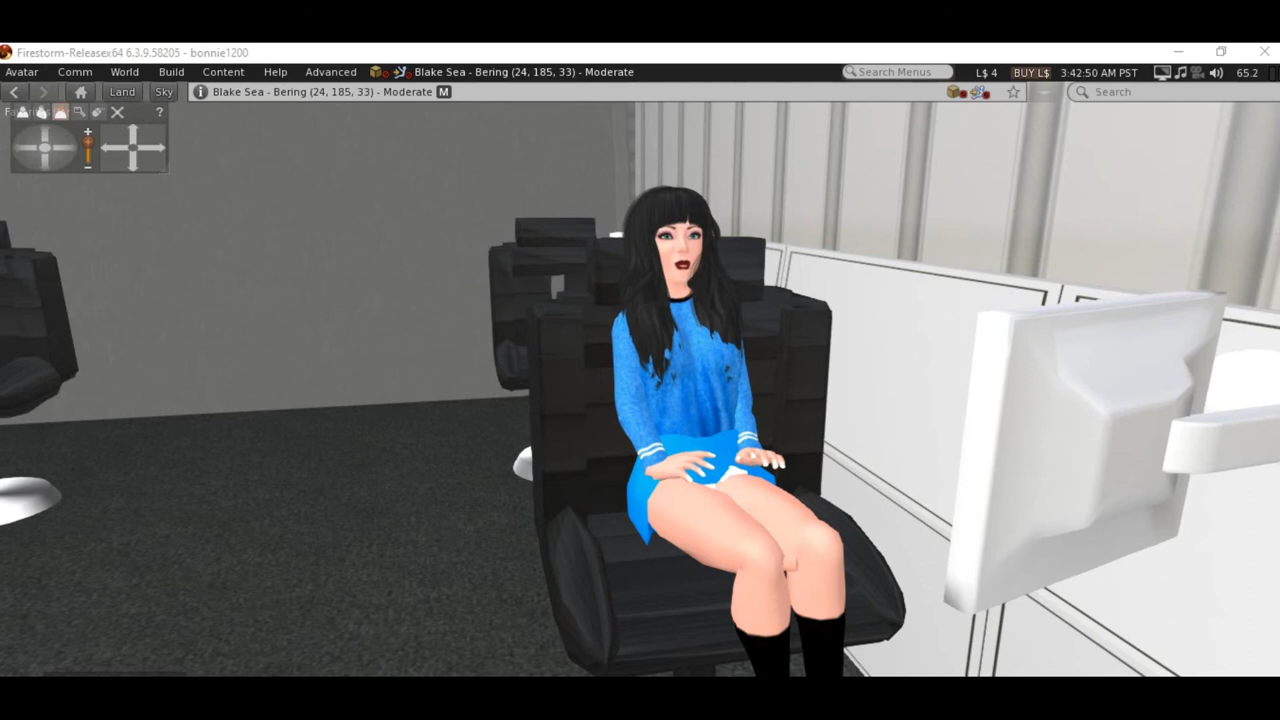 Firestorm-Releasex64 6.3.9.58205 - bonnie1200
Avatar Comm World Build Content Help Advanced Blake Sea - Bering (24, 185, 33) - Moderate Search Menus L$ 4 BUY L$ 3:42:50 AM PST 65.2
Land Sky Blake Sea - Bering (24, 185, 33) - Moderate M Search
?